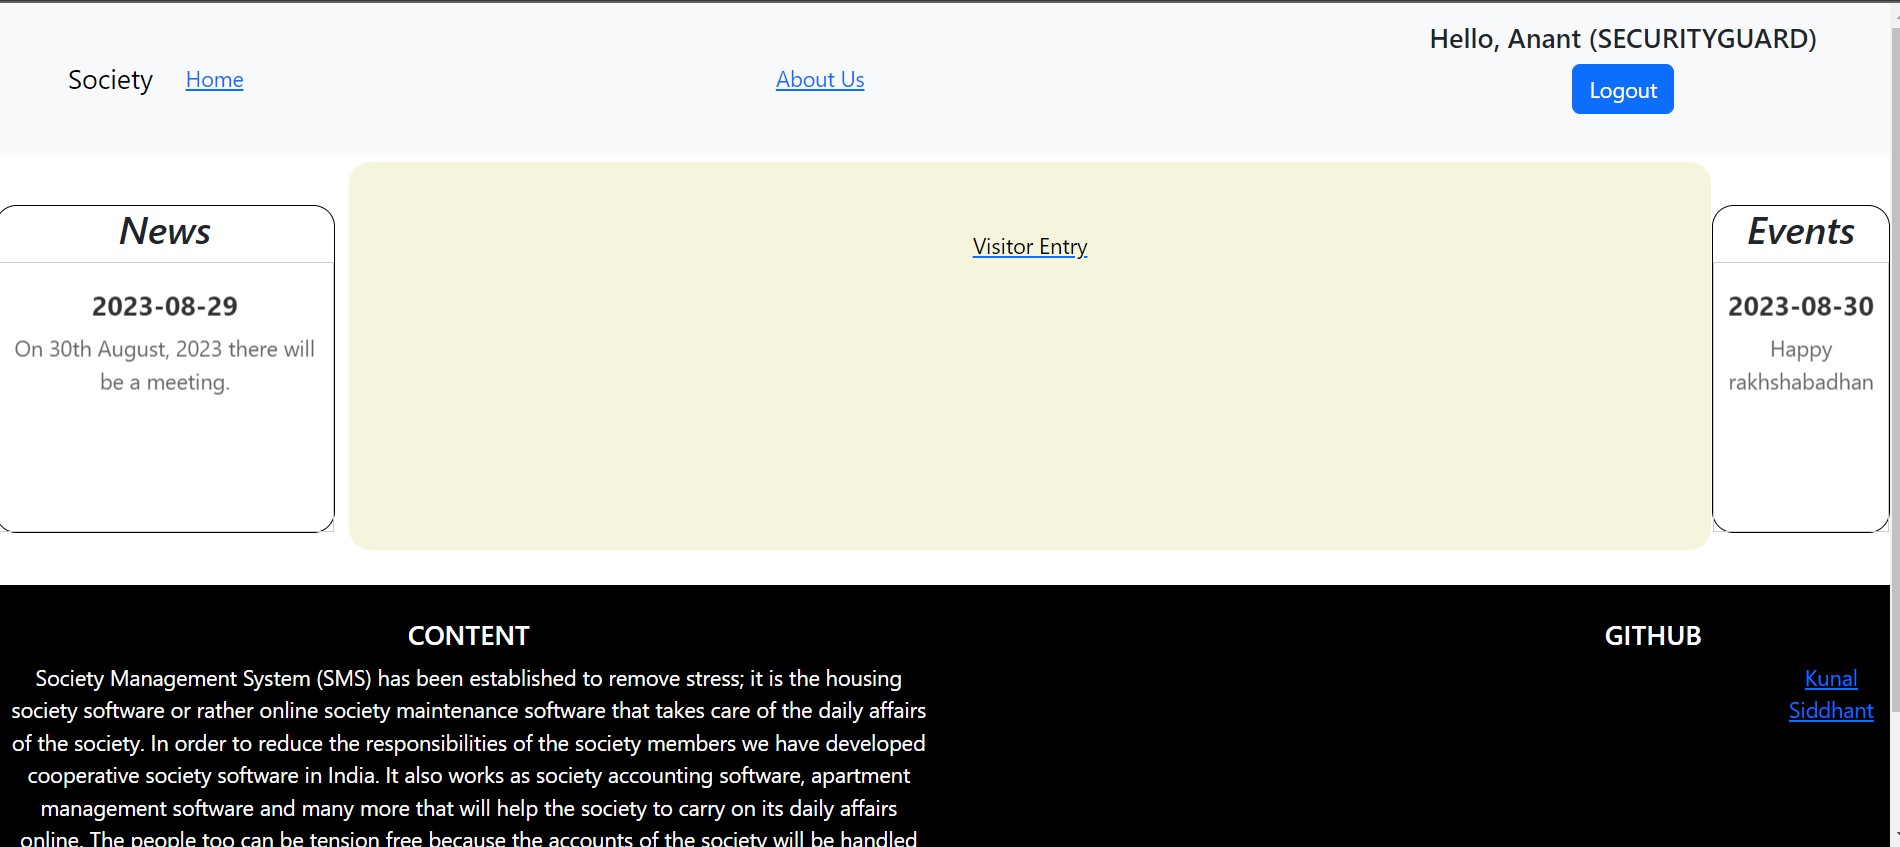 Society
Home
About Us
Hello, Anant (SECURITYGUARD)
Logout
News
2023-08-29
On 30th August, 2023 there will
be a meeting.
Visitor Entry
Events
2023-08-30
Happy
rakhshabadhan
CONTENT
Society Management System (SMS) has been established to remove stress; it is the housing
society software or rather online society maintenance software that takes care of the daily affairs
of the society. In order to reduce the responsibilities of the society members we have developed
cooperative society software in India. It also works as society accounting software, apartment
management software and many more that will help the society to carry on its daily affairs
online. The people too can be tension free because the accounts of the society will be handled
GITHUB
Kunal
Siddhant